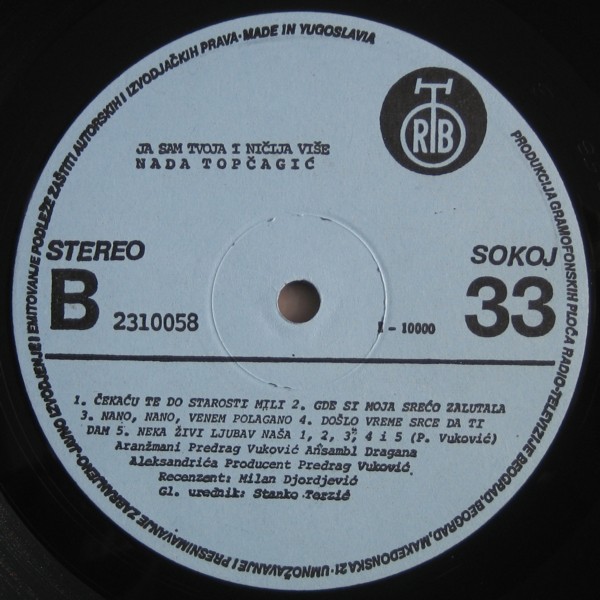 PRODUKCIJA GRAMOFONSKIH PLOČA RADIO-TELEVIZIJE BEOGRAD, BEOGRAD, MAKEDONSKA 21 · UMNOŽAVANJE I PRESNIMAVANJE ZABRANJENO · JAVNO IZVODJENJE I EMITOVANJE PODLEŽE ZAŠTITI AUTORSKIH I IZVODJAČKIH PRAVA · MADE IN YUGOSLAVIA
RTB
JA SAM TVOJA I NIČIJA VIŠE
NADA TOPČAGIĆ
STEREO
SOKOJ
B
2310058
I - 10000
33
1. ČEKAĆU TE DO STAROSTI MILI 2. GDE SI MOJA SREĆO ZALUTALA
3. NANO, NANO, VENEM POLAGANO 4. DOŠLO VREME SRCE DA TI
DAM 5. NEKA ŽIVI LJUBAV NAŠA 1, 2, 3, 4 i 5 (P. Vuković)
Aranžmani Predrag Vuković Ansambl Dragana
Aleksandrića Producent Predrag Vuković
Recenzent: Milan Djordjević
Gl. urednik: Stanko Terzić